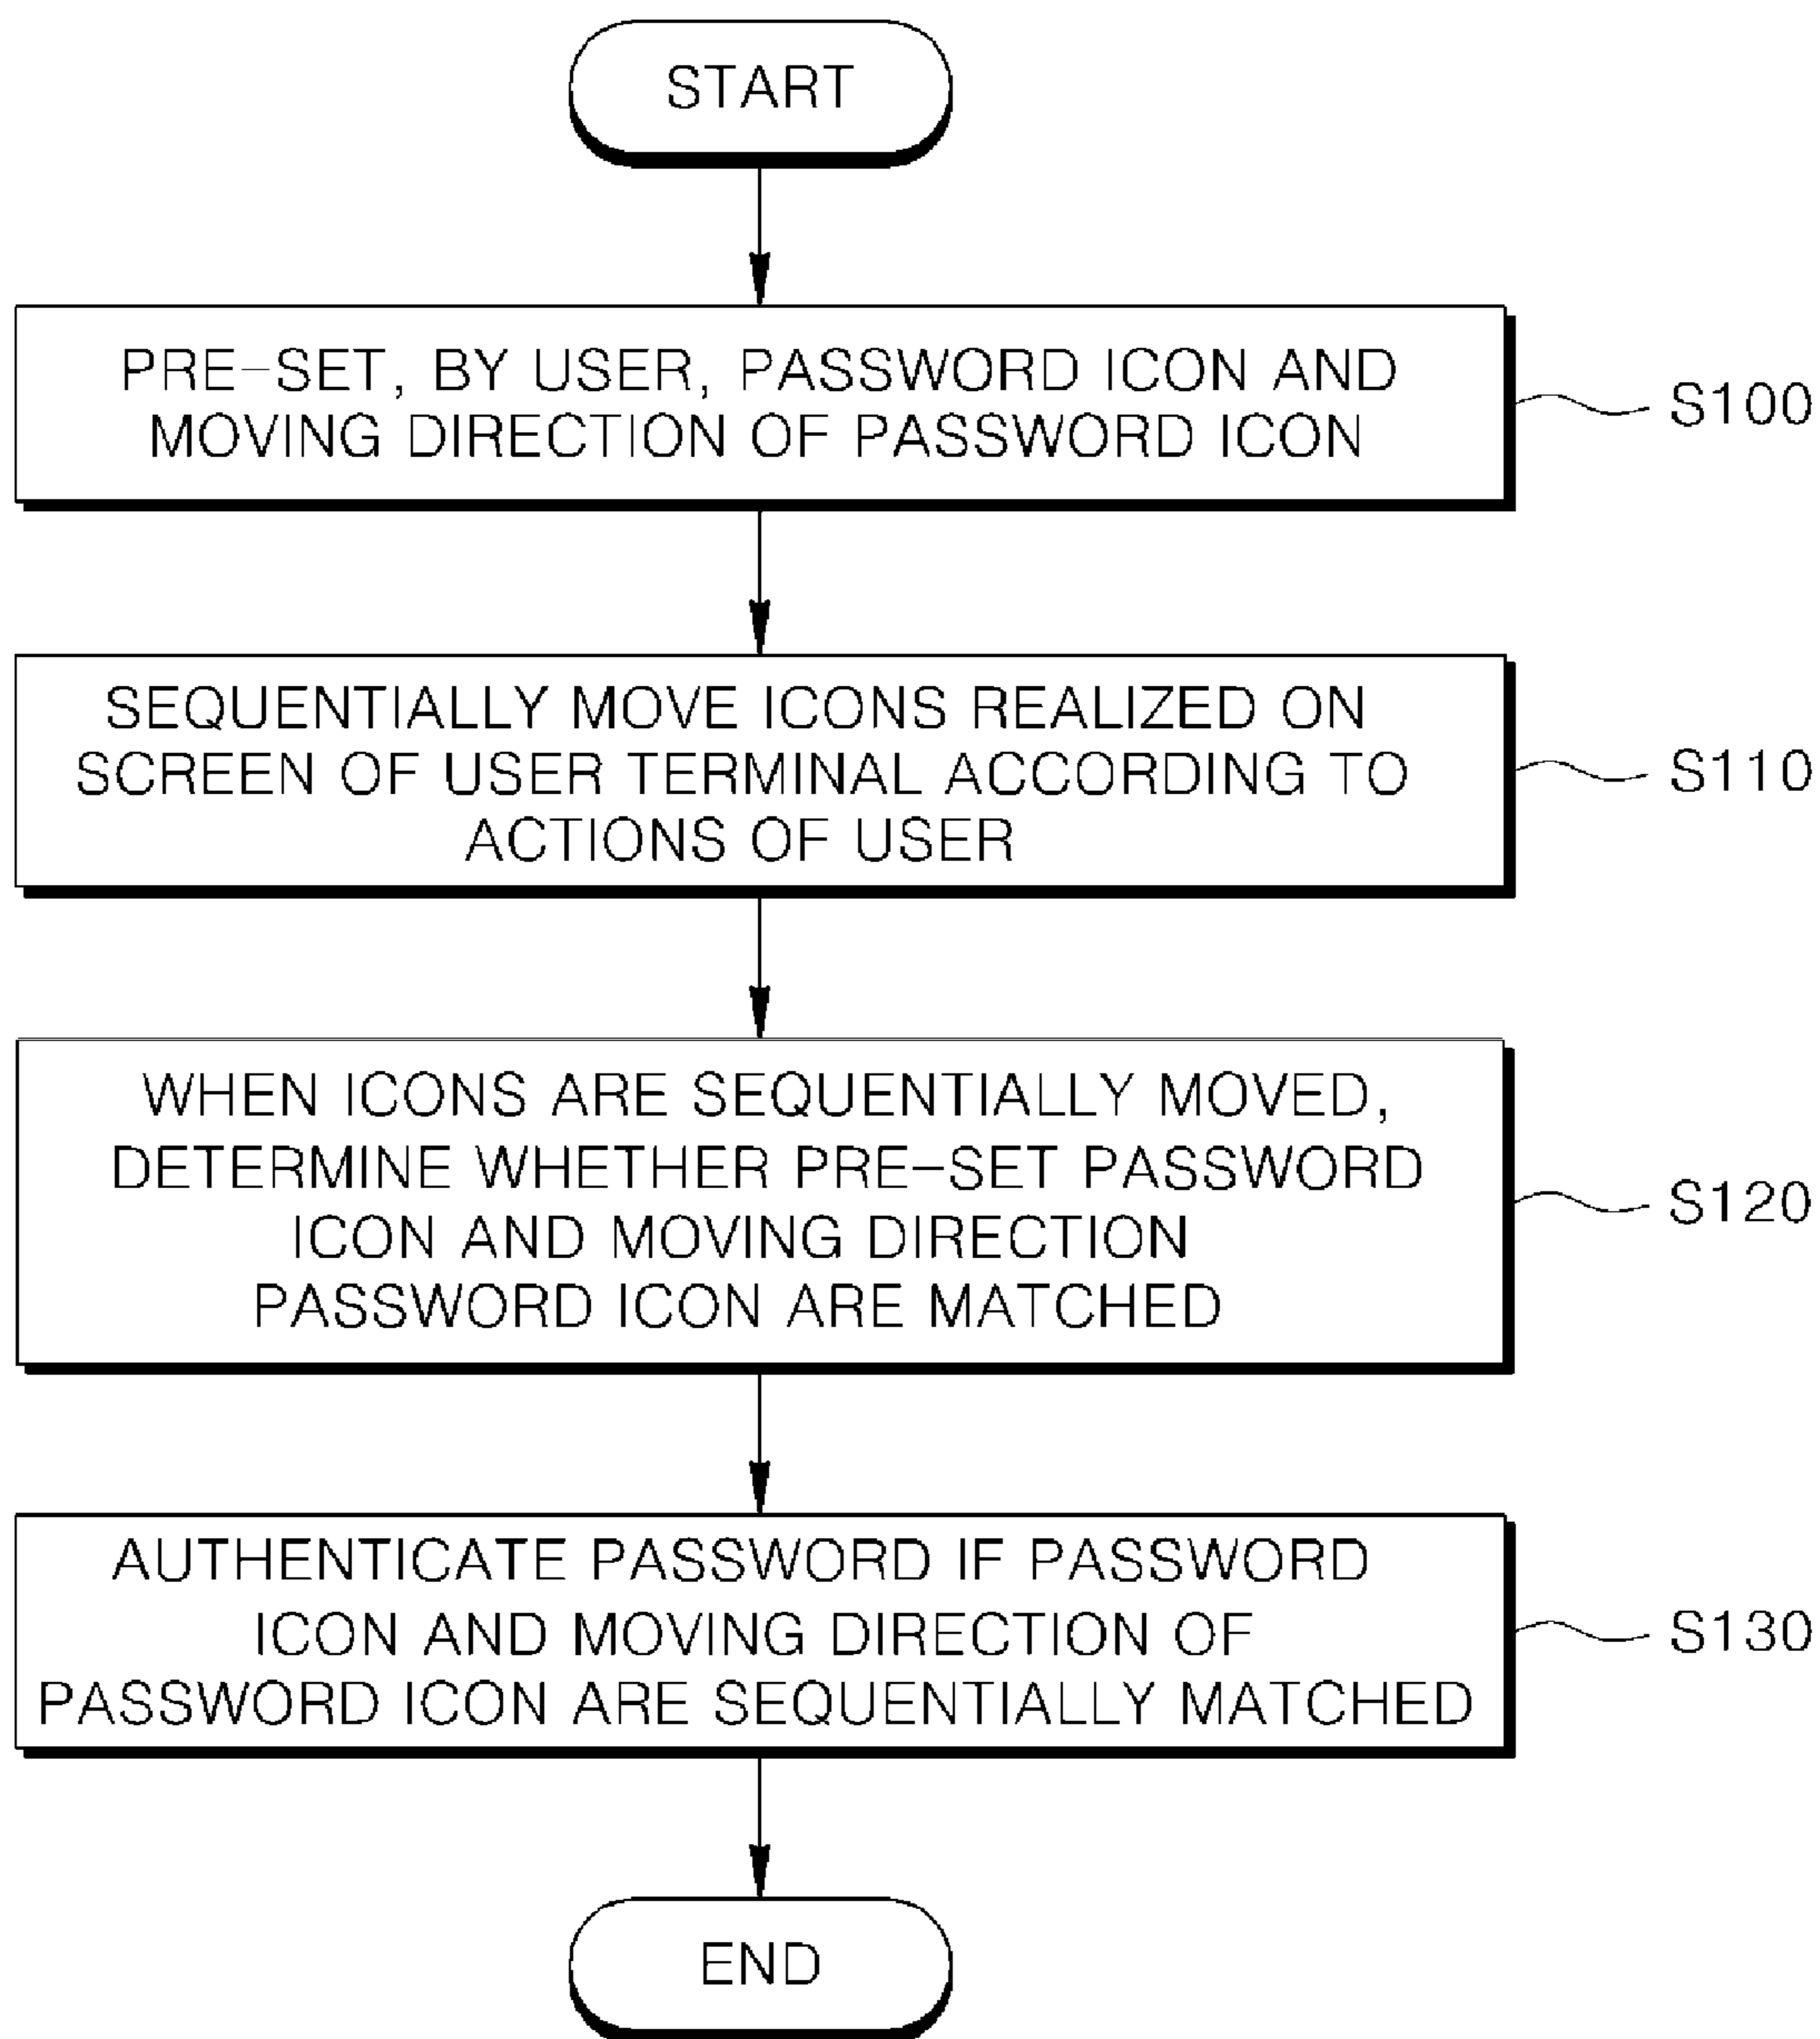 START
PRE-SET, BY USER, PASSWORD ICON AND
MOVING DIRECTION OF PASSWORD ICON
S100
SEQUENTIALLY MOVE ICONS REALIZED ON
SCREEN OF USER TERMINAL ACCORDING TO
ACTIONS OF USER
S110
WHEN ICONS ARE SEQUENTIALLY MOVED,
DETERMINE WHETHER PRE-SET PASSWORD
ICON AND MOVING DIRECTION
PASSWORD ICON ARE MATCHED
S120
AUTHENTICATE PASSWORD IF PASSWORD
ICON AND MOVING DIRECTION OF
PASSWORD ICON ARE SEQUENTIALLY MATCHED
S130
END